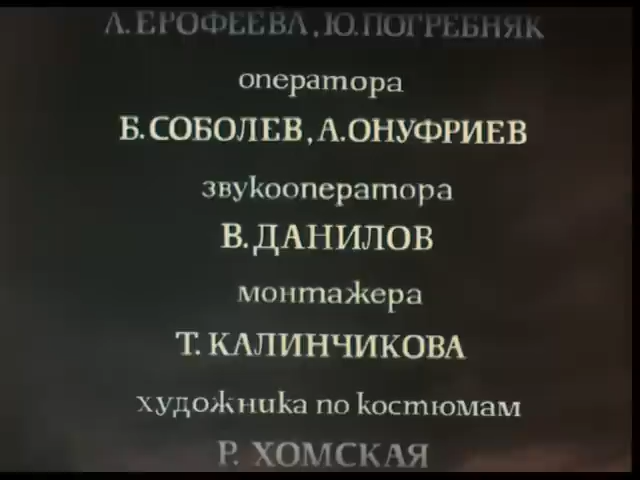 Л. ЕРОФЕЕВА, Ю. ПОГРЕБНЯК
оператора
Б. СОБОЛЕВ, А. ОНУФРИЕВ
звукооператора
В. ДАНИЛОВ
монтажера
Т. КАЛИНЧИКОВА
художника по костюмам
Р. ХОМСКАЯ